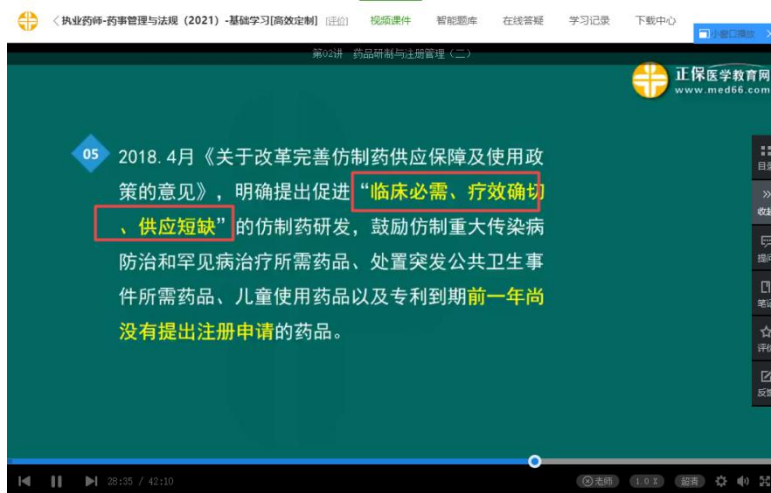 〈 执业药师-药事管理与法规（2021）-基础学习[高效定制] [评价] 视频课件 智能题库 在线答疑 学习记录 下载中心
小窗口播放
第02讲 药品研制与注册管理（二）
正保医学教育网
www.med66.com
05 2018.4月《关于改革完善仿制药供应保障及使用政
策的意见》，明确提出促进“临床必需、疗效确切
、供应短缺”的仿制药研发，鼓励仿制重大传染病
防治和罕见病治疗所需药品、处置突发公共卫生事
件所需药品、儿童使用药品以及专利到期前一年尚
没有提出注册申请的药品。
28:35 / 42:10 老师 1.0 X 超清